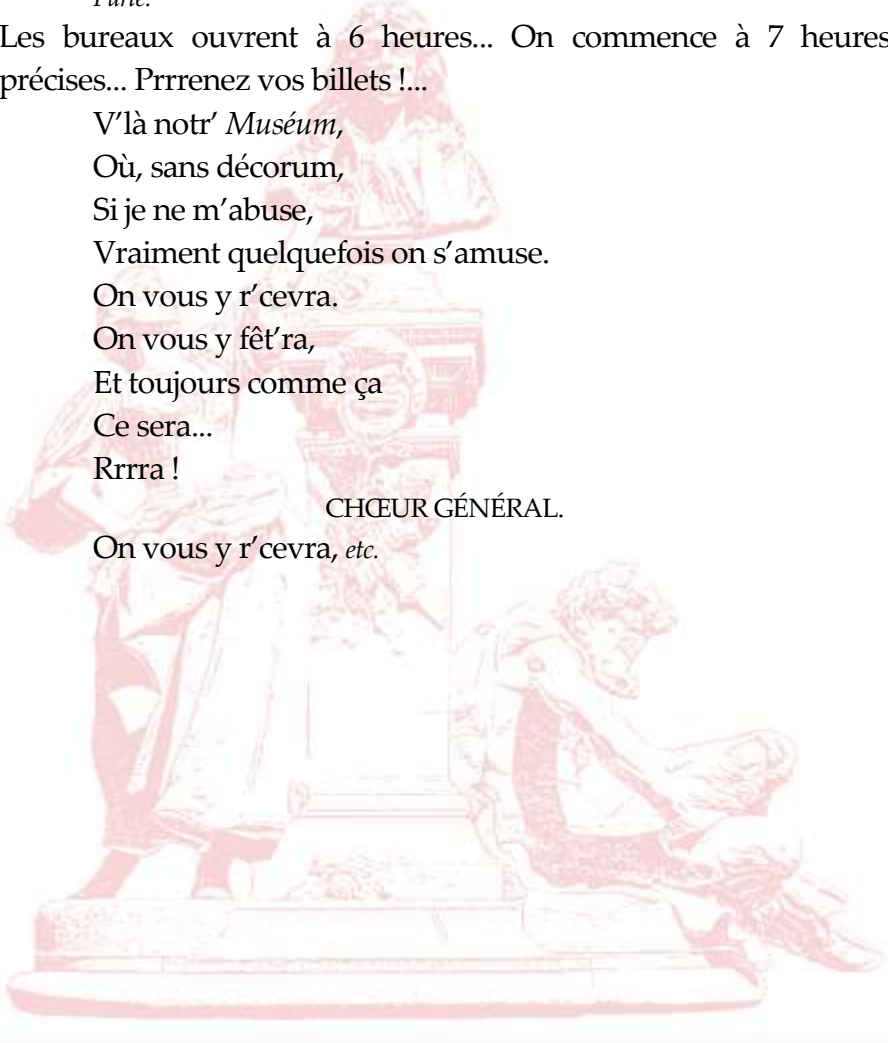 Parlé.
Les bureaux ouvrent à 6 heures... On commence à 7 heures
précises... Prrrenez vos billets !...
V’là notr’ Muséum,
Où, sans décorum,
Si je ne m’abuse,
Vraiment quelquefois on s’amuse.
On vous y r’cevra.
On vous y fêt’ra,
Et toujours comme ça
Ce sera...
Rrrra !
CHŒUR GÉNÉRAL.
On vous y r’cevra, etc.